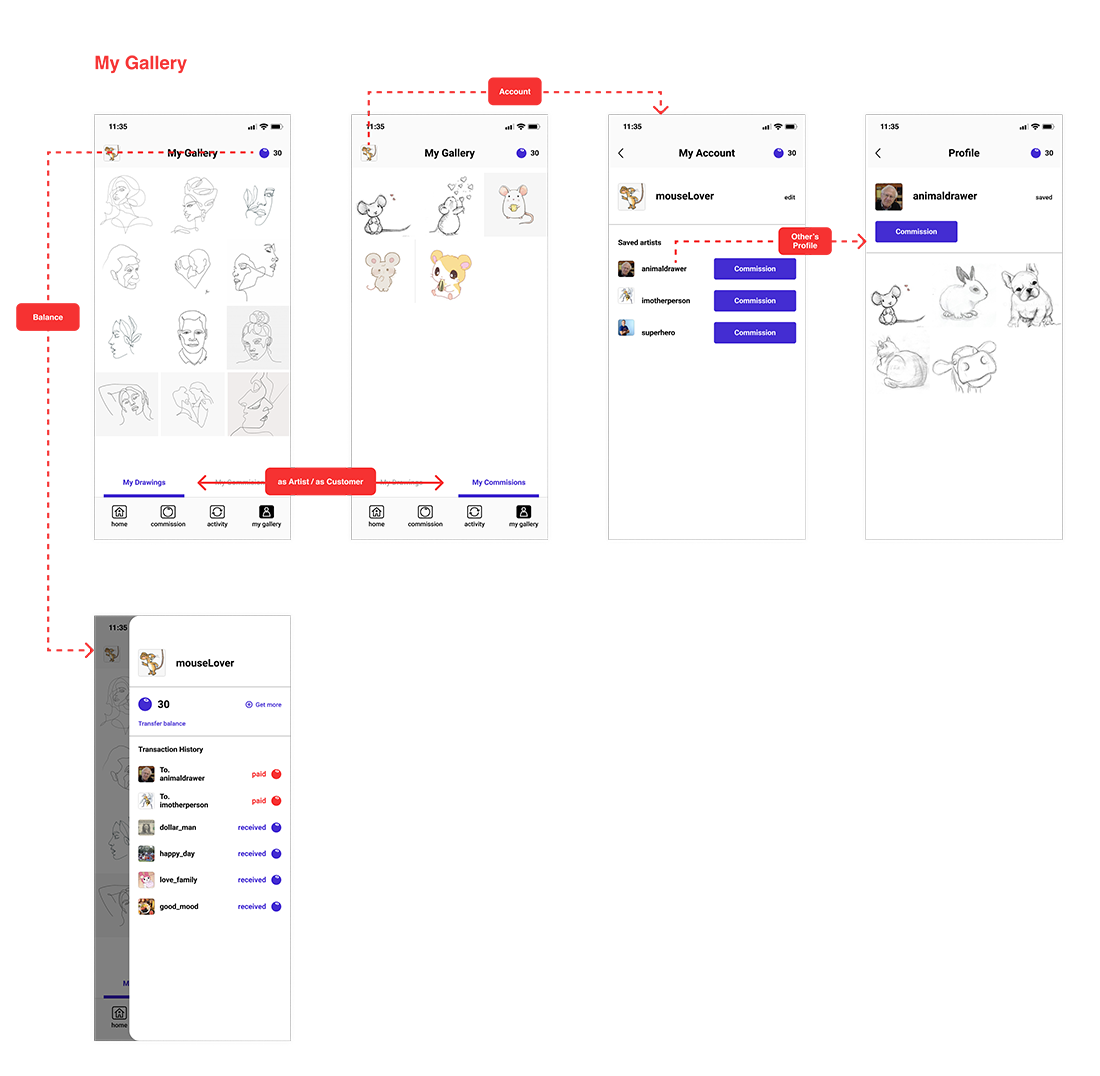 My Gallery
Account
11:35
My Gallery
30
11:35
My Gallery
30
11:35
My Account
30
mouseLover
edit
Saved artists
Other's
Profile
animaldrawer
Commission
imotherperson
Commission
superhero
Commission
11:35
Profile
30
animaldrawer
saved
Commission
Balance
My Drawings
My Commision
as Artist / as Customer
My Drawings
My Commisions
home
commission
activity
my gallery
home
commission
activity
my gallery
11:35
mouseLover
30
Get more
Transfer balance
Transaction History
To.
animaldrawer
paid
To.
imotherperson
paid
dollar_man
received
happy_day
received
love_family
received
good_mood
received
M
home